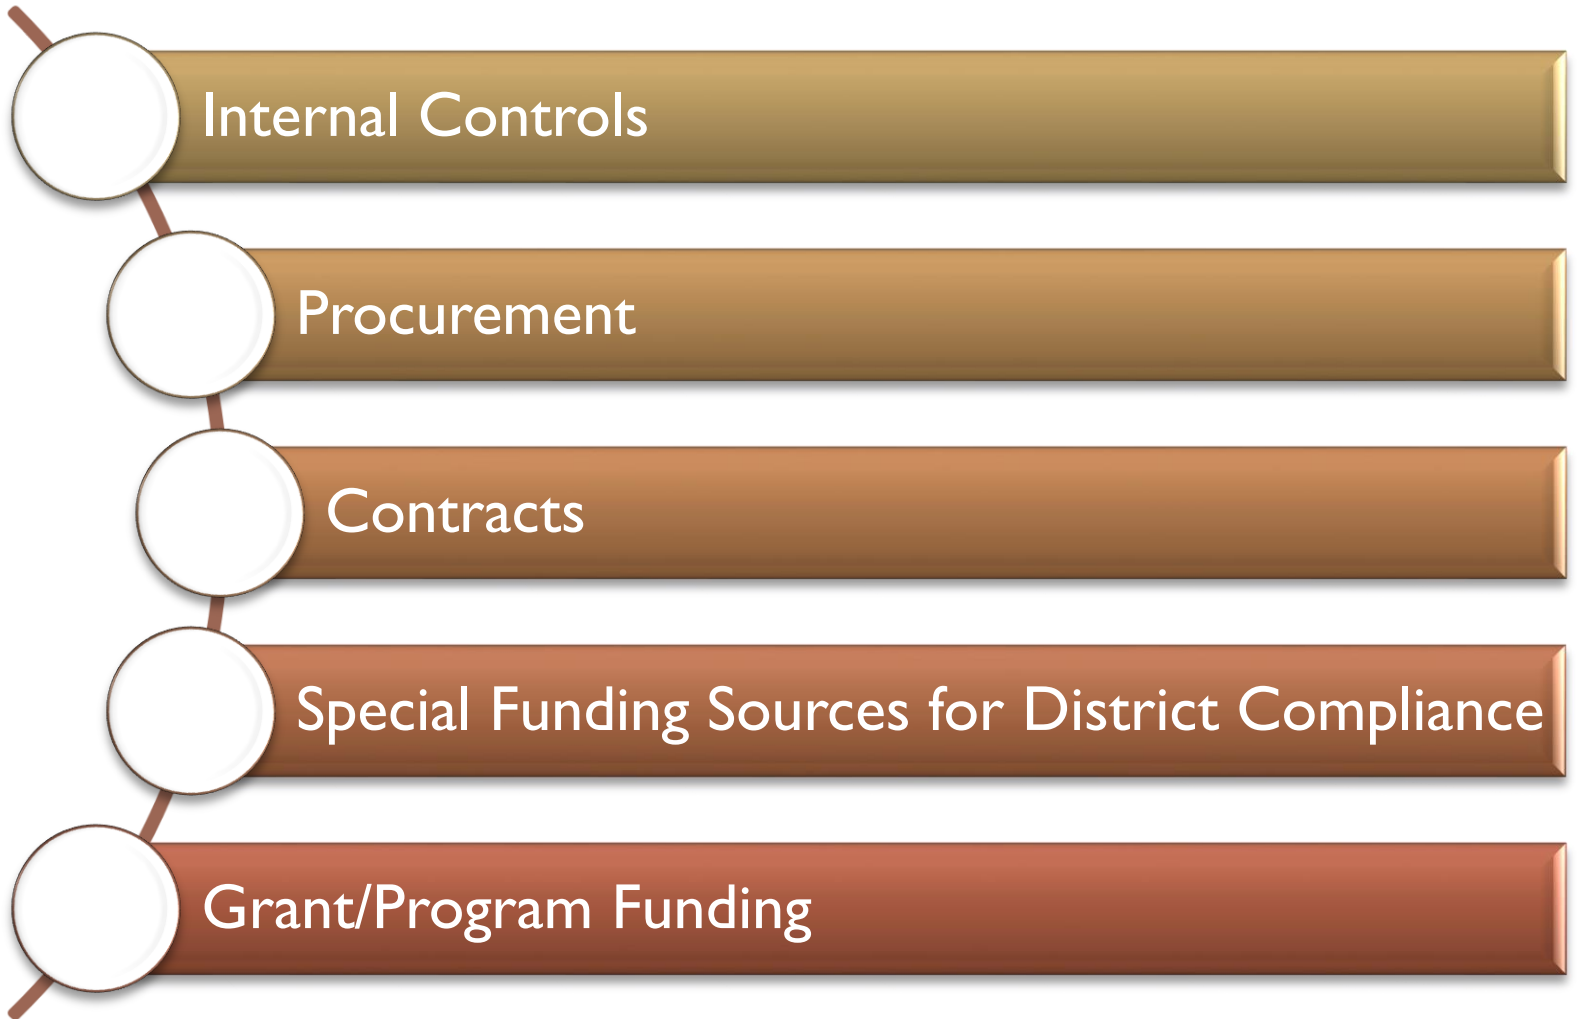 Internal Controls
Procurement
Contracts
Special Funding Sources for District Compliance
Grant/Program Funding